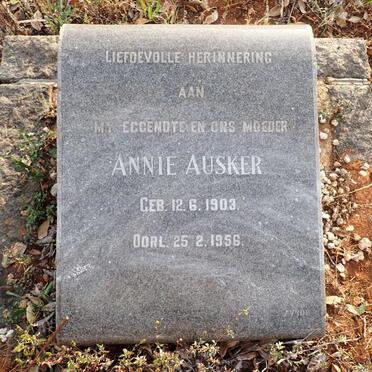 LIEFDEVOLLE HERINNERING
AAN
MY EGGENOTE EN ONS MOEDER
ANNIE AUSKER
GEB. 12.6.1903.
OORL. 25.2.1956.